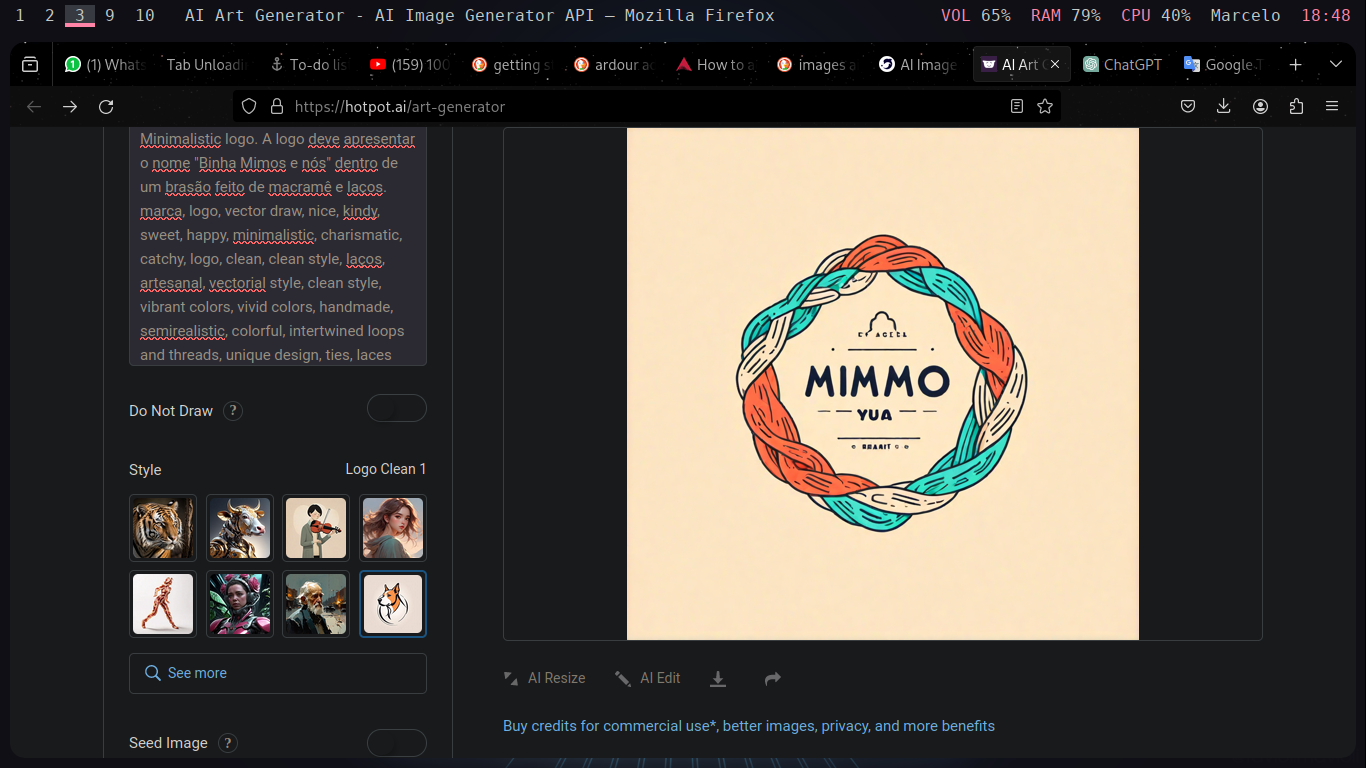 1 2 3 9 10 AI Art Generator - AI Image Generator API — Mozilla Firefox VOL 65% RAM 79% CPU 40% Marcelo 18:48
(1) Whats Tab Unloadi To-do lis (159) 100 getting s ardour ac How to a images a AI Image AI Art G ChatGPT Google T
https://hotpot.ai/art-generator
Minimalistic logo. A logo deve apresentar
o nome "Binha Mimos e nós" dentro de
um brasão feito de macramê e laços.
marca, logo, vector draw, nice, kindy,
sweet, happy, minimalistic, charismatic,
catchy, logo, clean, clean style, laços,
artesanal, vectorial style, clean style,
vibrant colors, vivid colors, handmade,
semirealistic, colorful, intertwined loops
and threads, unique design, ties, laces
Do Not Draw ?
Style Logo Clean 1
See more
Seed Image ?
MIMMO
YUA
AI Resize AI Edit
Buy credits for commercial use*, better images, privacy, and more benefits